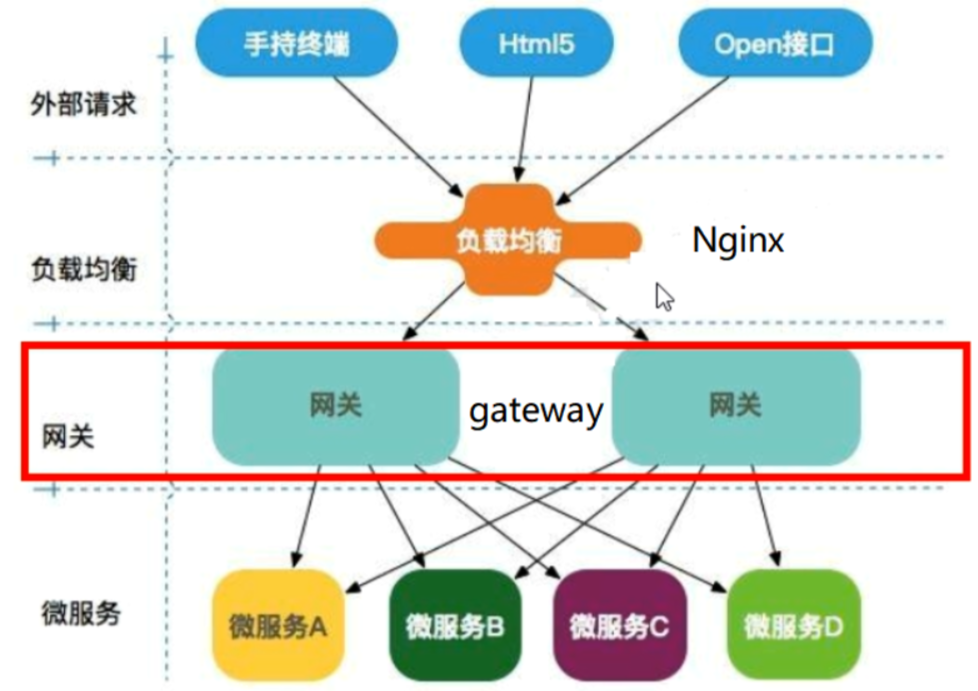 手持终端
Html5
Open接口
外部请求
负载均衡
Nginx
负载均衡
网关
gateway
网关
网关
微服务
微服务A
微服务B
微服务C
微服务D